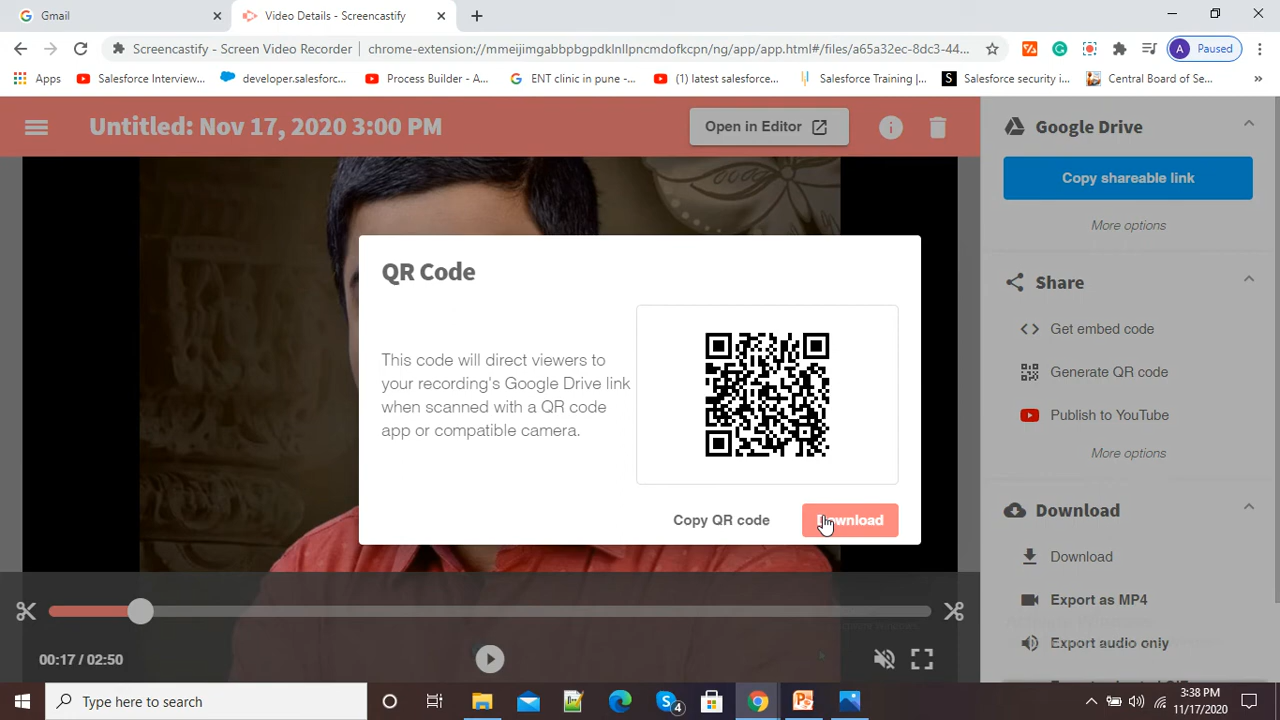 Gmail
Video Details - Screencastify
Screencastify - Screen Video Recorder
chrome-extension://mmeijimgabbpbgpdklnllpncmdofkcpn/ng/app/app.html#/files/a65a32ec-8dc3-44...
A Paused
Apps
Salesforce Interview...
developer.salesforc...
Process Builder - A...
ENT clinic in pune -...
(1) latest salesforce...
Salesforce Training |...
S
Salesforce security i...
Central Board of Se...
»
Untitled: Nov 17, 2020 3:00 PM
Open in Editor
Google Drive
Copy shareable link
More options
QR Code
This code will direct viewers to
your recording's Google Drive link
when scanned with a QR code
app or compatible camera.
Copy QR code
Share
Get embed code
Generate QR code
Publish to YouTube
More options
Download
Download
Export as MP4
Export audio only
00:17 / 02:50
Type here to search
4
3:38 PM
11/17/2020